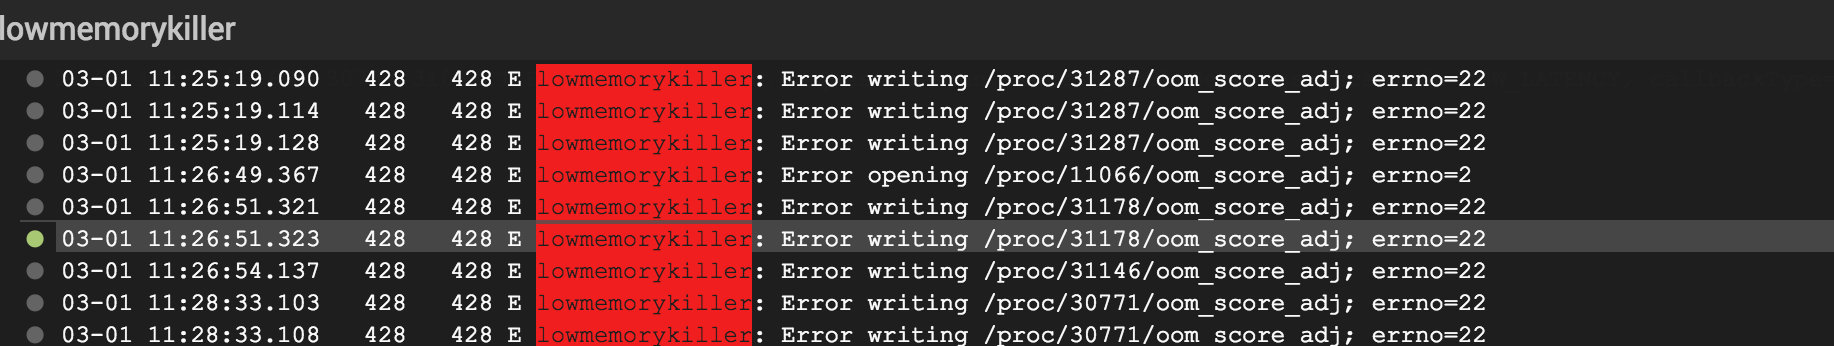 lowmemorykiller
03-01 11:25:19.090 428 428 E lowmemorykiller: Error writing /proc/31287/oom_score_adj; errno=22
03-01 11:25:19.114 428 428 E lowmemorykiller: Error writing /proc/31287/oom_score_adj; errno=22
03-01 11:25:19.128 428 428 E lowmemorykiller: Error writing /proc/31287/oom_score_adj; errno=22
03-01 11:26:49.367 428 428 E lowmemorykiller: Error opening /proc/11066/oom_score_adj; errno=2
03-01 11:26:51.321 428 428 E lowmemorykiller: Error writing /proc/31178/oom_score_adj; errno=22
03-01 11:26:51.323 428 428 E lowmemorykiller: Error writing /proc/31178/oom_score_adj; errno=22
03-01 11:26:54.137 428 428 E lowmemorykiller: Error writing /proc/31146/oom_score_adj; errno=22
03-01 11:28:33.103 428 428 E lowmemorykiller: Error writing /proc/30771/oom_score_adj; errno=22
03-01 11:28:33.108 428 428 E lowmemorykiller: Error writing /proc/30771/oom_score_adj; errno=22